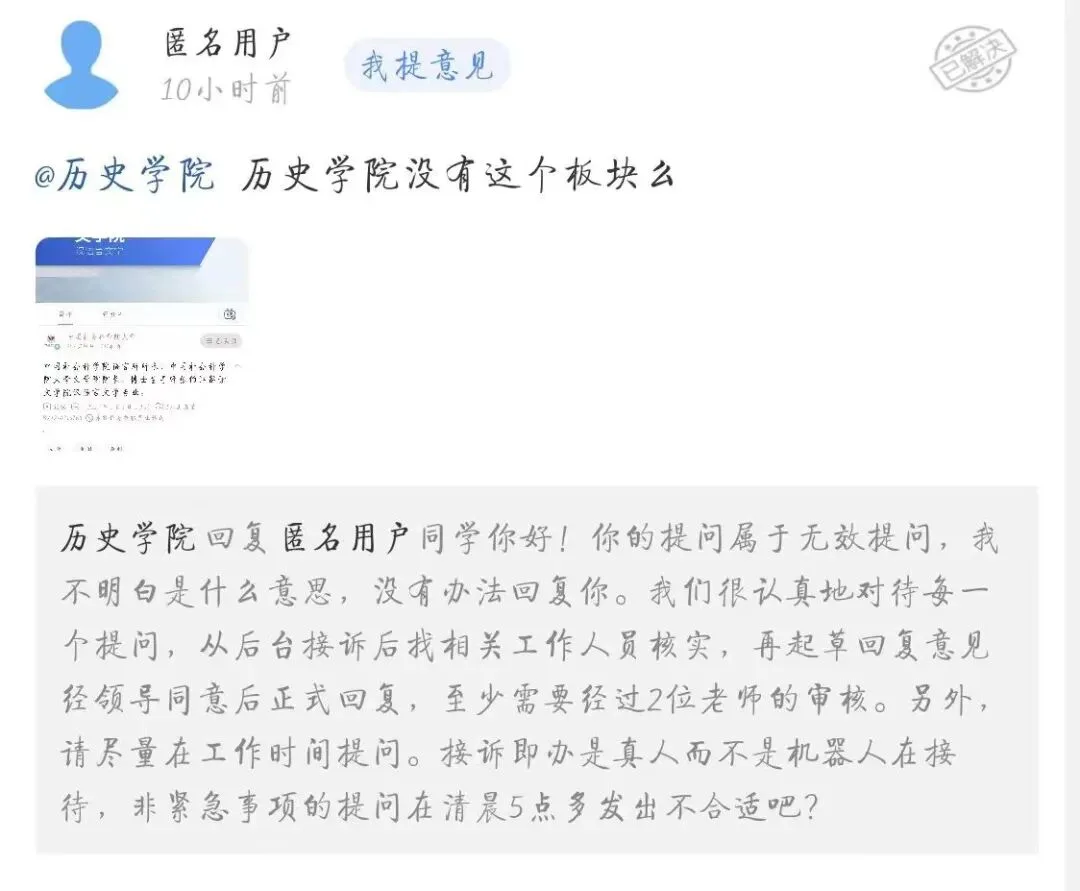 匿名用户
我提意见
10小时前
已解决
@历史学院 历史学院没有这个板块么
历史学院回复匿名用户同学你好！你的提问属于无效提问，我
不明白是什么意思，没有办法回复你。我们很认真地对待每一
个提问，从后台接诉后找相关工作人员核实，再起草回复意见
经领导同意后正式回复，至少需要经过2位老师的审核。另外，
请尽量在工作时间提问。接诉即办是真人而不是机器人在接
待，非紧急事项的提问在清晨5点多发出不合适吧？